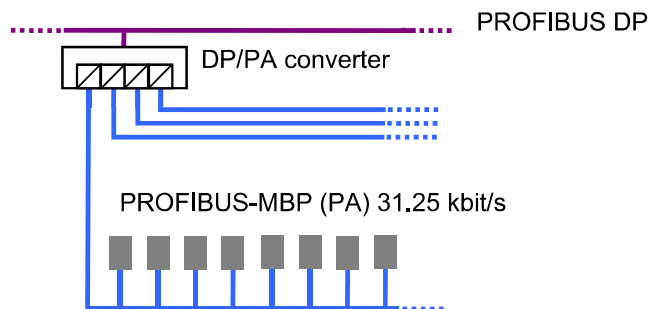 PROFIBUS DP
DP/PA converter
PROFIBUS-MBP (PA) 31.25 kbit/s